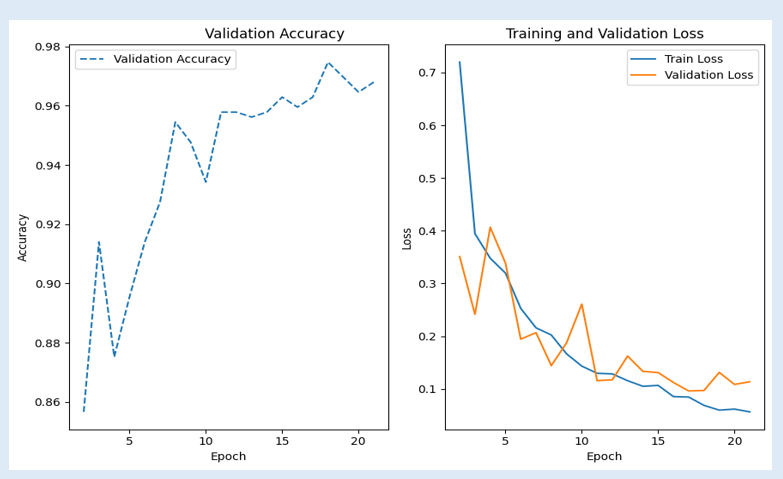 Validation Accuracy
Validation Accuracy
0.98
0.96
0.94
0.92
0.90
0.88
0.86
Accuracy
5
10
15
20
Epoch
Training and Validation Loss
Train Loss
Validation Loss
0.7
0.6
0.5
0.4
0.3
0.2
0.1
Loss
5
10
15
20
Epoch